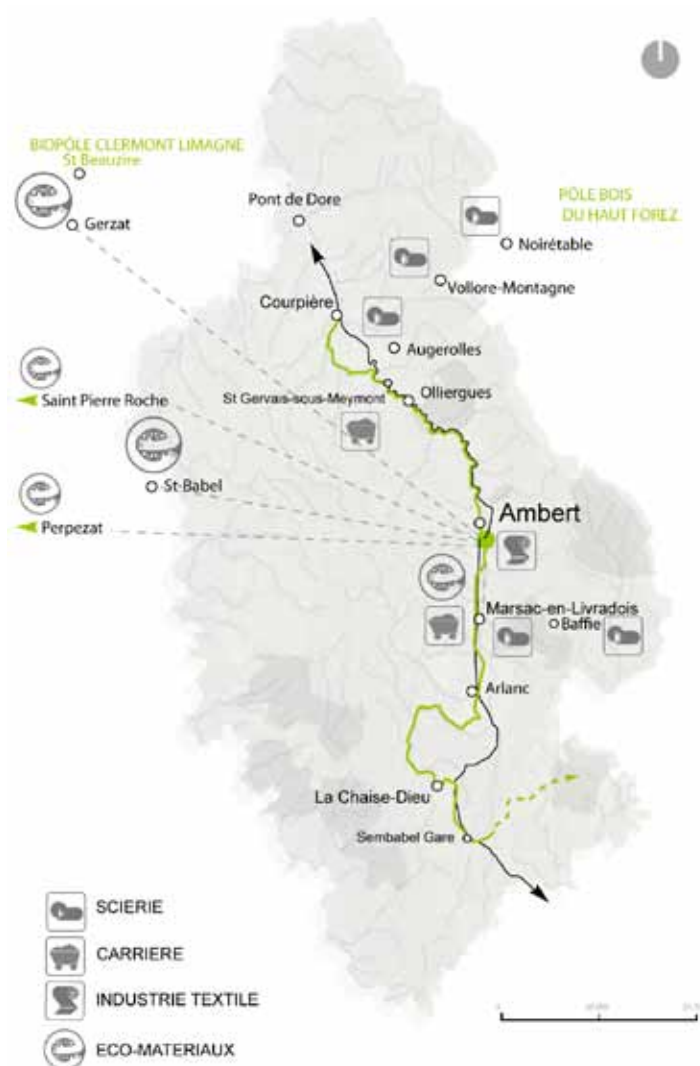 BIOPÔLE CLERMONT LIMAGNE
St Beauzire
Gerzat
Pont de Dore
PÔLE BOIS
DU HAUT FOREZ
Noirétable
Vollore-Montagne
Courpière
Augerolles
Saint Pierre Roche
St Gervais-sous-Meymont
Olliergues
St-Babel
Perpezat
Ambert
Marsac-en-Livradois
Baffie
Arlanc
La Chaise-Dieu
Sembabel Gare
SCIERIE
CARRIERE
INDUSTRIE TEXTILE
ECO-MATERIAUX